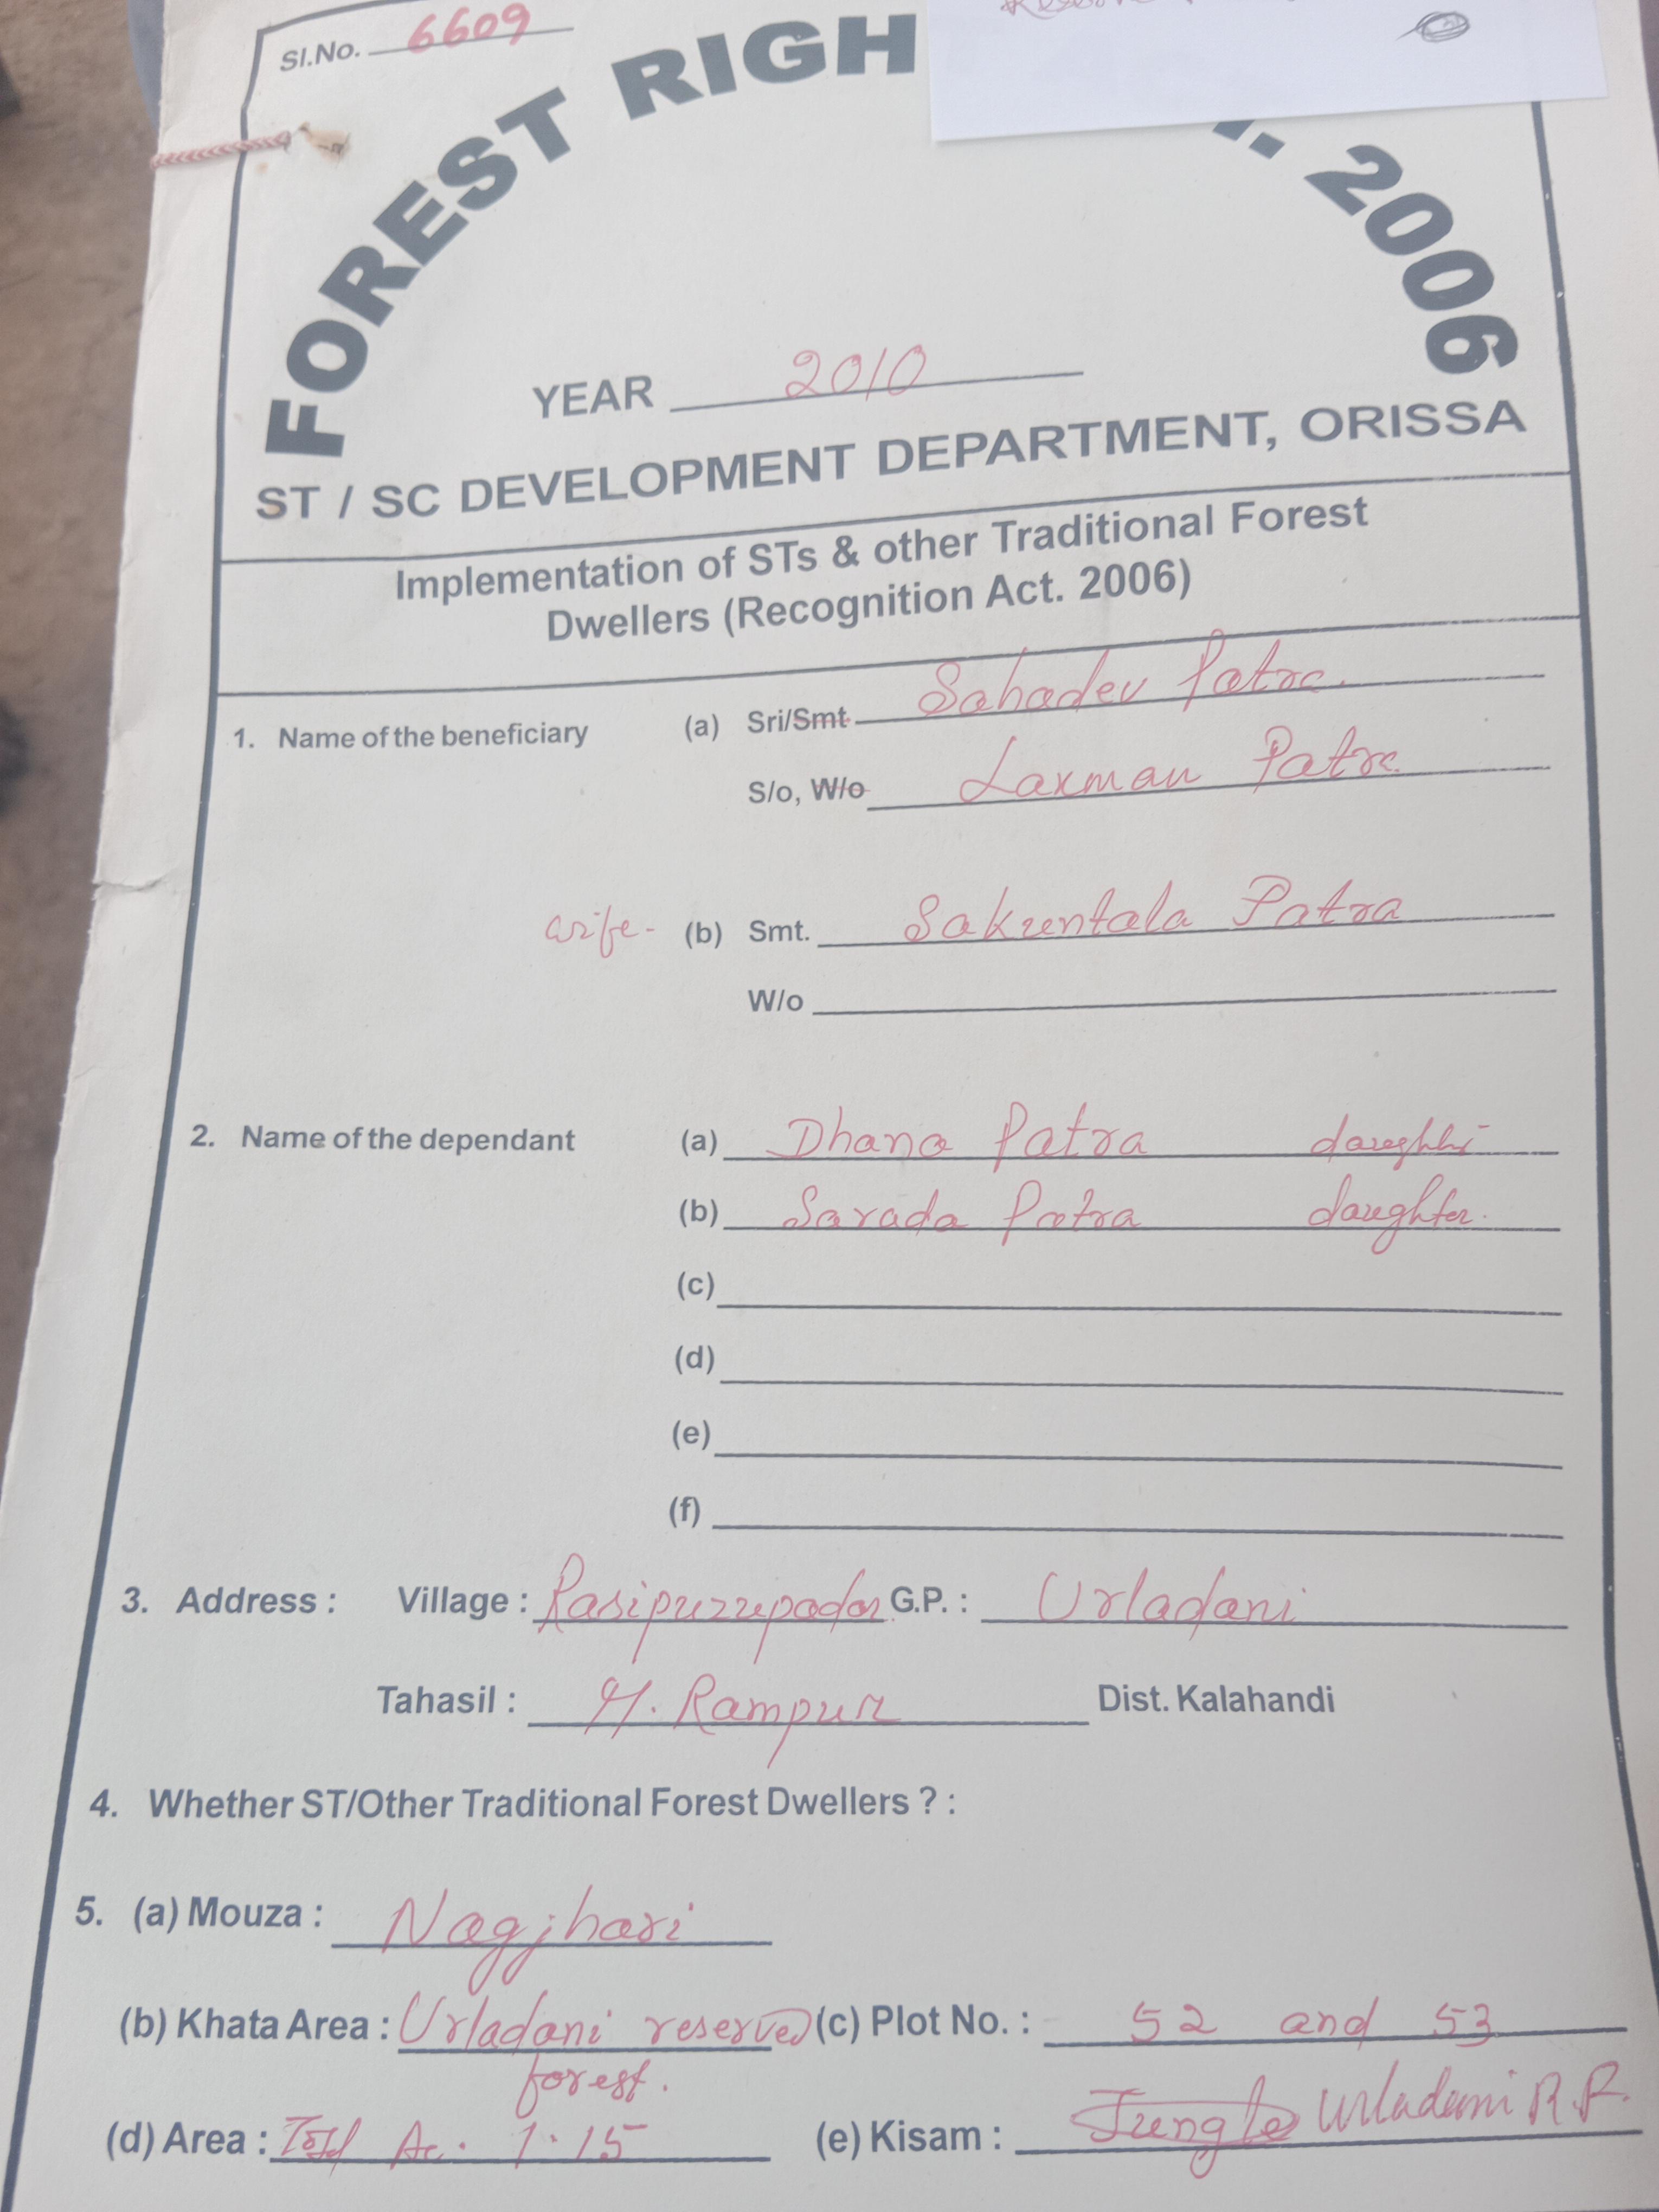 Sl.No. 6609
FOREST RIGH . 2006
YEAR 2010
ST / SC DEVELOPMENT DEPARTMENT, ORISSA
Implementation of STs & other Traditional Forest
Dwellers (Recognition Act. 2006)
1. Name of the beneficiary (a) Sri/Smt Sahadev Patra
S/o, W/o Laxman Patra
wife- (b) Smt. Sakuntala Patra
W/o
2. Name of the dependant (a) Dhana Patra daughter
(b) Sarada Patra daughter
(c)
(d)
(e)
(f)
3. Address : Village : G.P. : Urladani
Tahasil : M. Rampur Dist. Kalahandi
4. Whether ST/Other Traditional Forest Dwellers ? :
5. (a) Mouza : Nagjhari
(b) Khata Area : Urladani reserved (c) Plot No. : 52 and 53
forest.
(d) Area : Total Ac. 1.15 (e) Kisam : Jungle Urladani R.F.